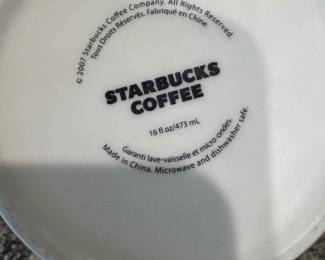 © 2007 Starbucks Coffee Company. All Rights Reserved.
Tous Droits Réservés. Fabriqué en Chine.
STARBUCKS
COFFEE
16 fl oz/473 mL
Garanti lave-vaisselle et micro-ondes.
Made in China. Microwave and dishwasher safe.